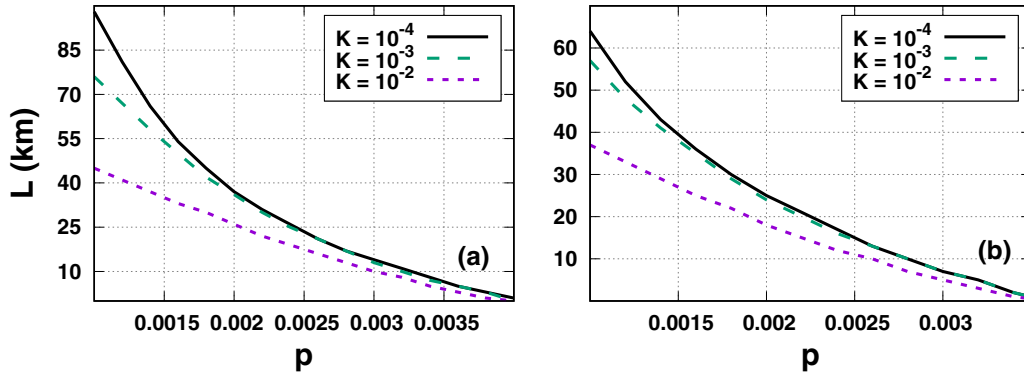 L (km)
85
70
55
40
25
10
K = 10⁻⁴
K = 10⁻³
K = 10⁻²
(a)
0.0015 0.002 0.0025 0.003 0.0035
p
60
50
40
30
20
10
K = 10⁻⁴
K = 10⁻³
K = 10⁻²
(b)
0.0015 0.002 0.0025 0.003
p